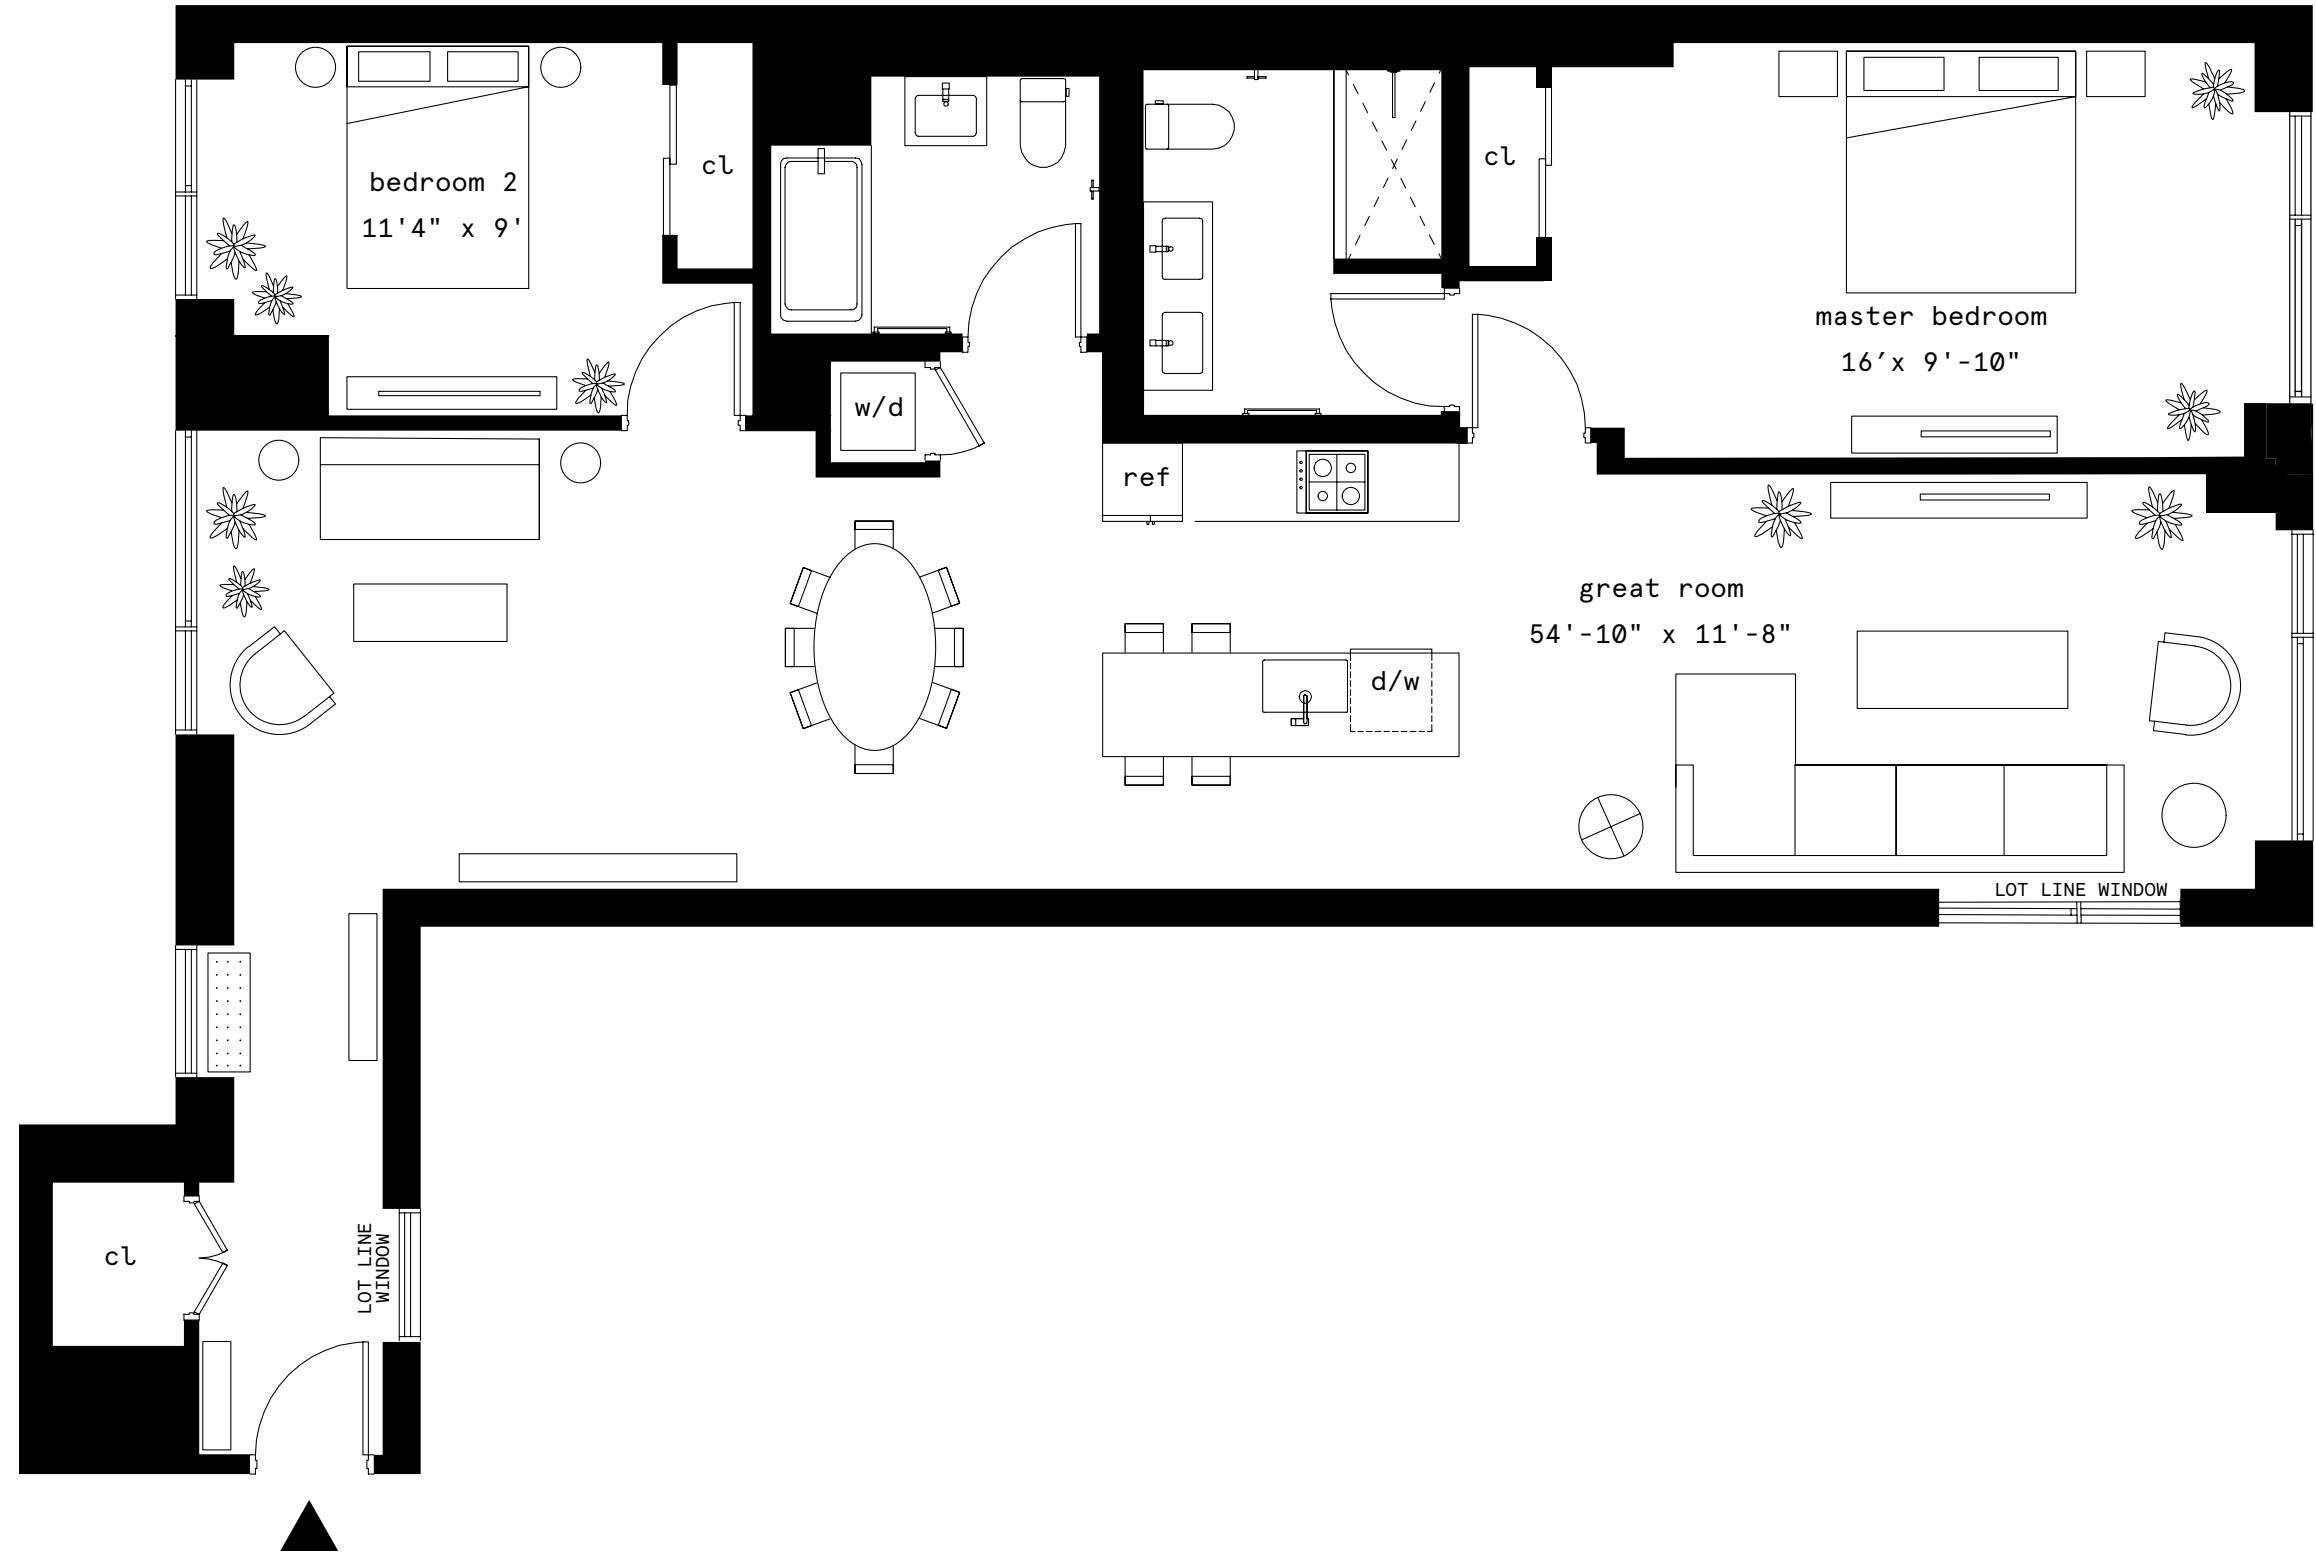 bedroom 2
11'4" x 9'
cl
cl
master bedroom
16′x 9'-10"
w/d
ref
great room
54'-10" x 11'-8"
d/w
LOT LINE WINDOW
cl
LOT LINE
WINDOW